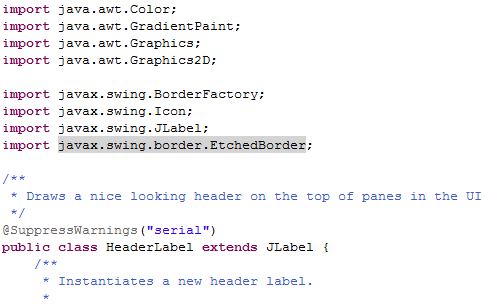 import java.awt.Color;
import java.awt.GradientPaint;
import java.awt.Graphics;
import java.awt.Graphics2D;
import javax.swing.BorderFactory;
import javax.swing.Icon;
import javax.swing.JLabel;
import javax.swing.border.EtchedBorder;
/**
 * Draws a nice looking header on the top of panes in the UI
 */
@SuppressWarnings("serial")
public class HeaderLabel extends JLabel {
    /**
     * Instantiates a new header label.
     *